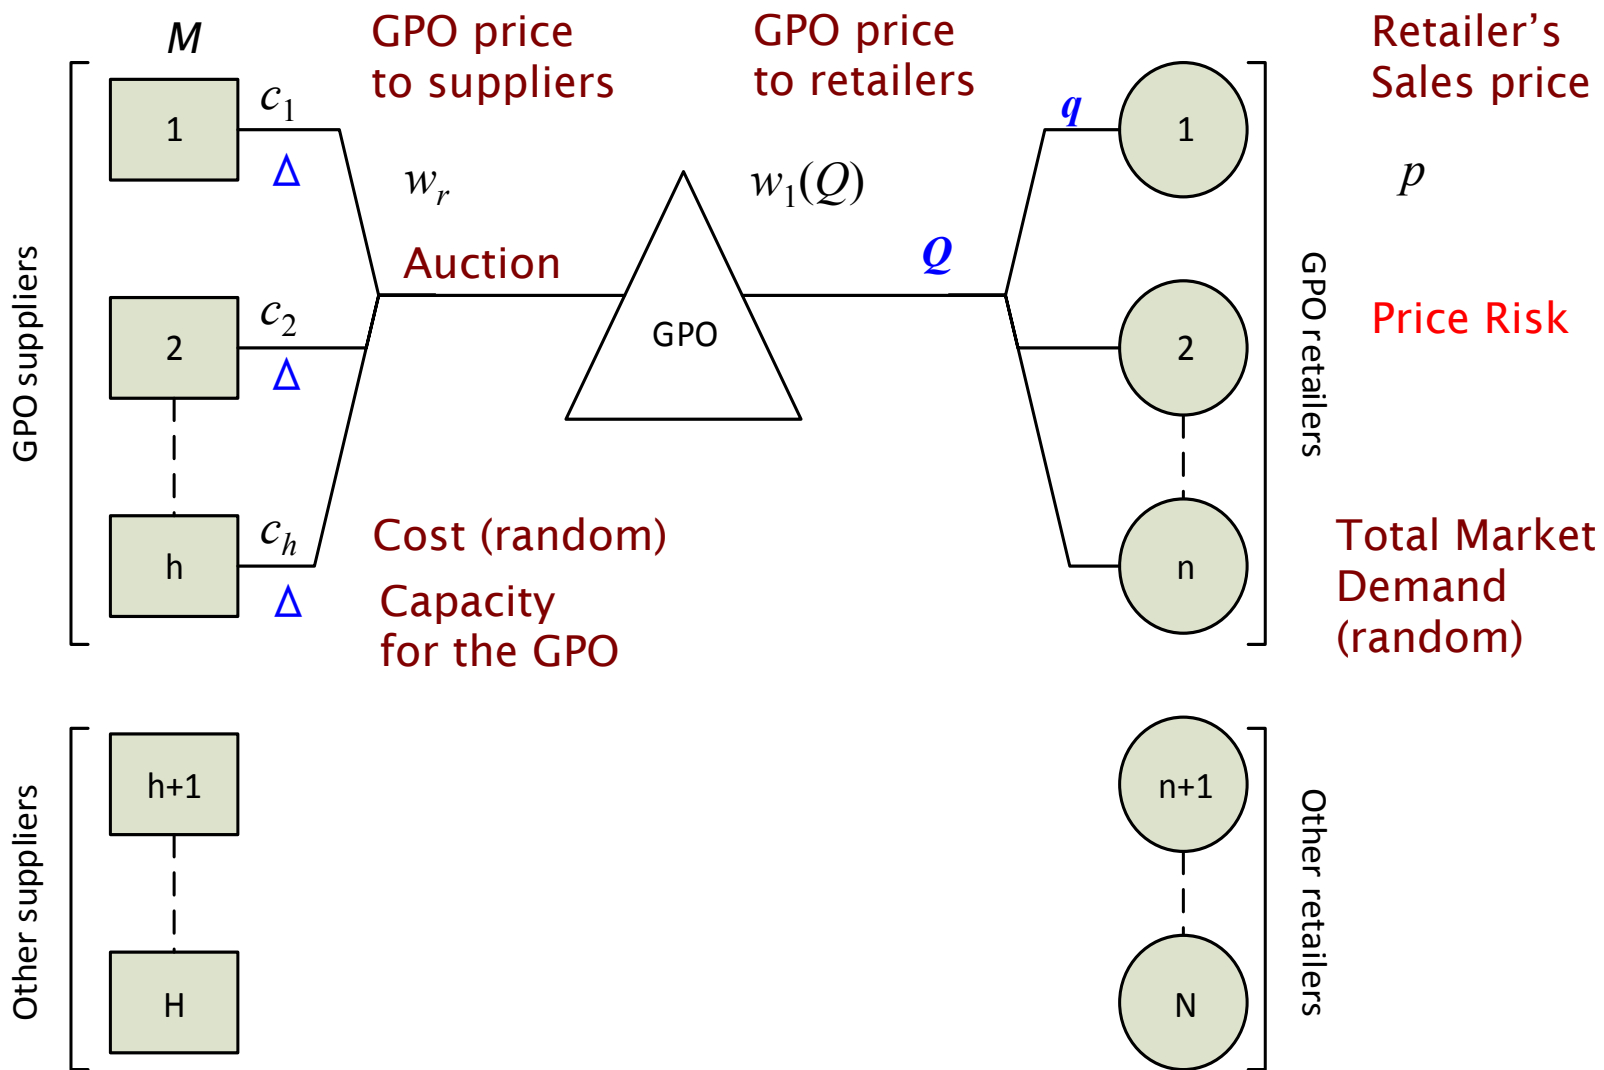 M
GPO price
to suppliers
GPO price
to retailers
Retailer’s
Sales price
GPO suppliers
1
c₁
Δ
w_r
Auction
w₁(Q)
Q
q
1
p
2
c₂
Δ
GPO
2
GPO retailers
Price Risk
h
c_h
Δ
Cost (random)
Capacity
for the GPO
n
Total Market
Demand
(random)
Other suppliers
h+1
H
n+1
N
Other retailers